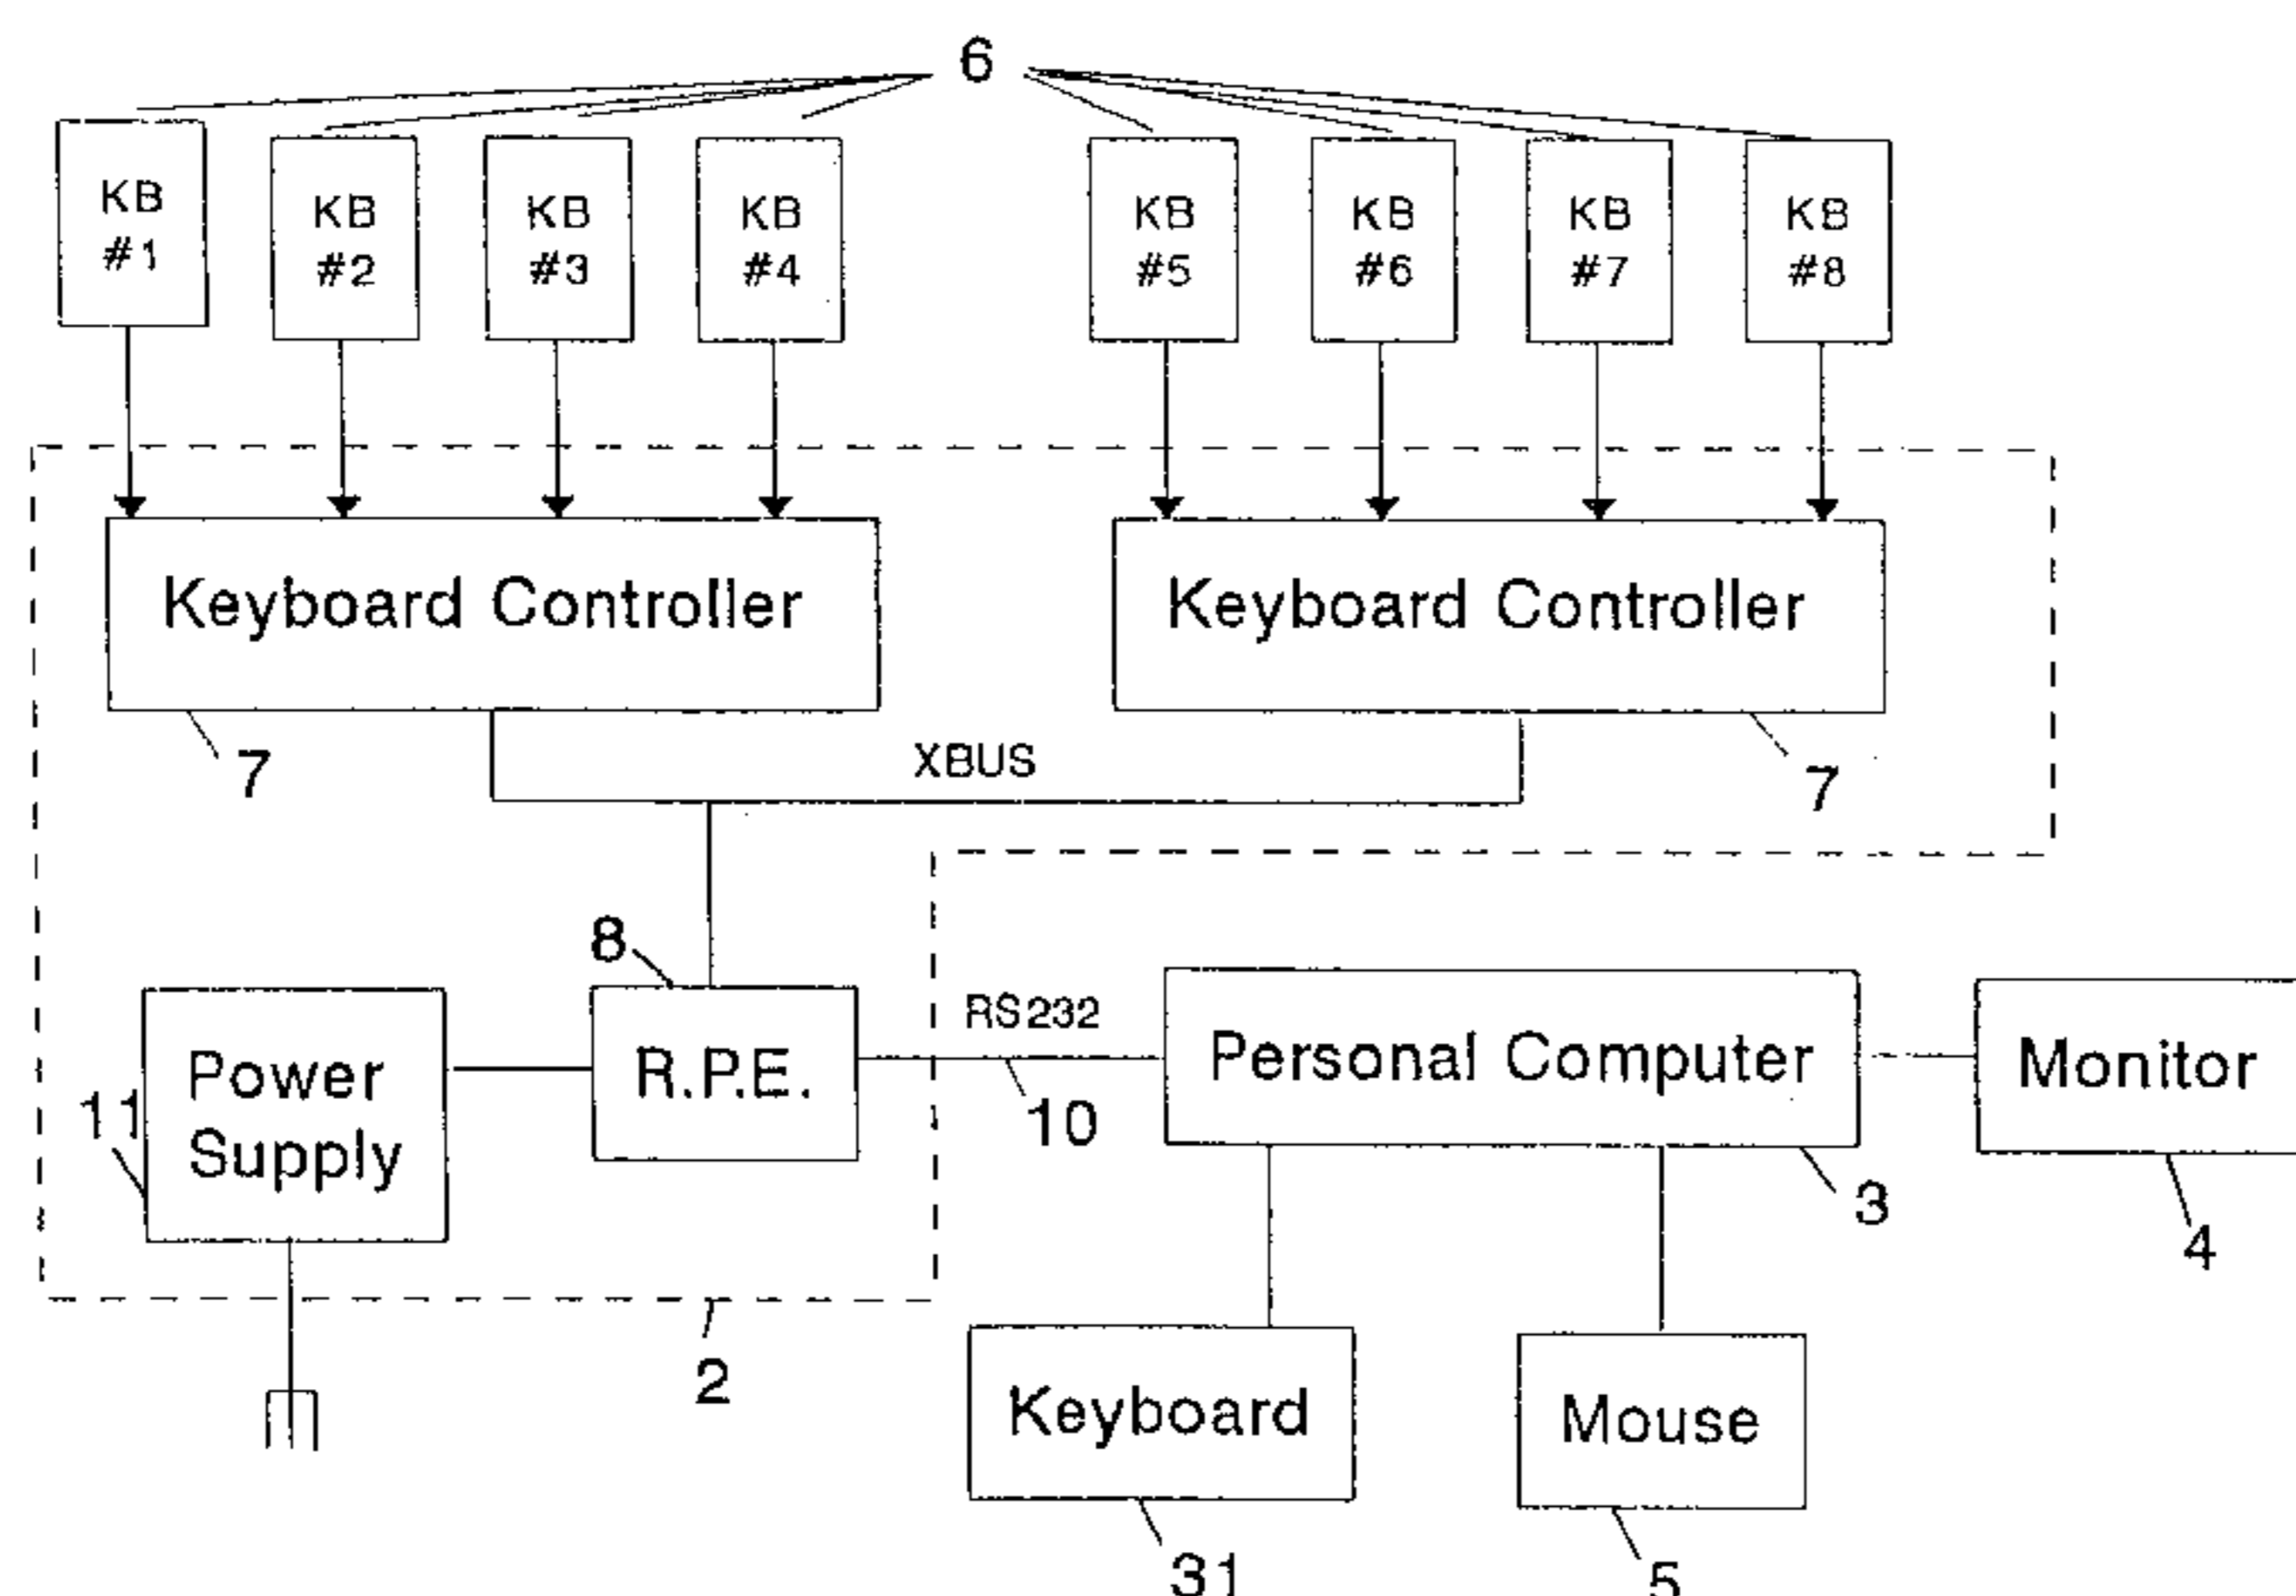 6
KB
#1
KB
#2
KB
#3
KB
#4
KB
#5
KB
#6
KB
#7
KB
#8
Keyboard Controller
Keyboard Controller
7
XBUS
7
8
Power
Supply
11
R.P.E.
RS232
10
Personal Computer
3
Monitor
4
2
Keyboard
31
Mouse
5